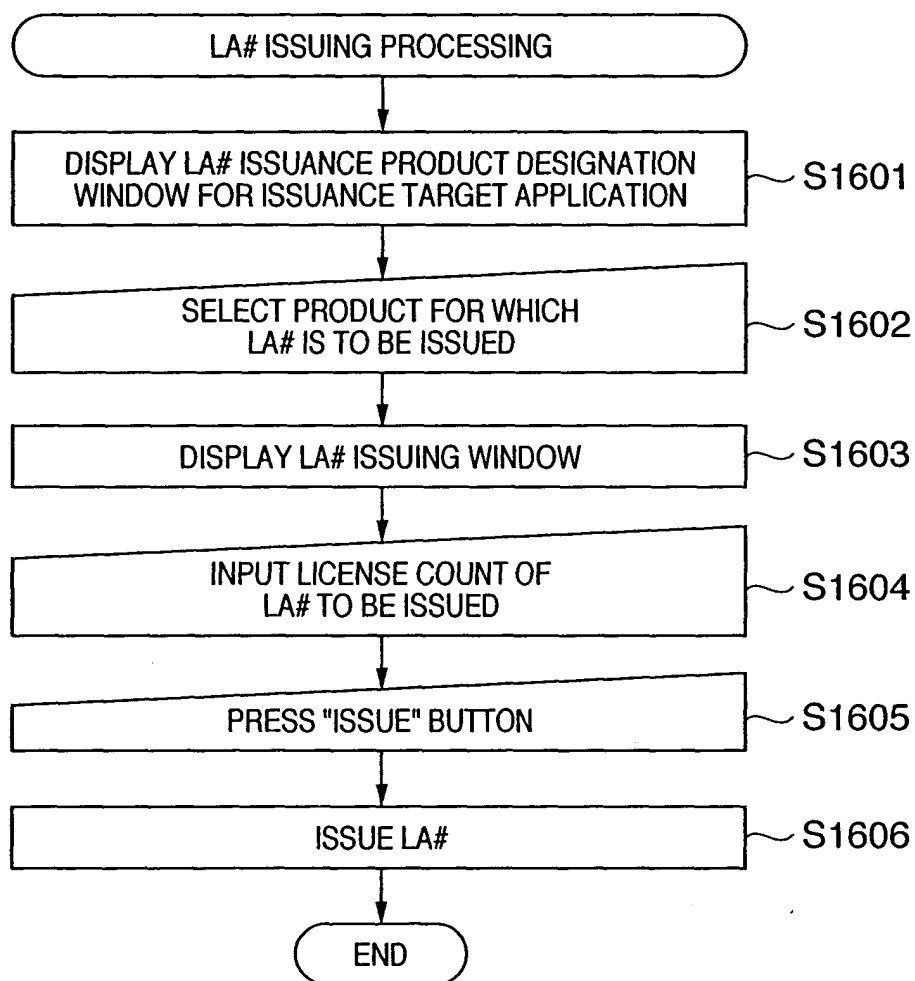 LA# ISSUING PROCESSING
DISPLAY LA# ISSUANCE PRODUCT DESIGNATION
WINDOW FOR ISSUANCE TARGET APPLICATION
S1601
SELECT PRODUCT FOR WHICH
LA# IS TO BE ISSUED
S1602
DISPLAY LA# ISSUING WINDOW
S1603
INPUT LICENSE COUNT OF
LA# TO BE ISSUED
S1604
PRESS "ISSUE" BUTTON
S1605
ISSUE LA#
S1606
END